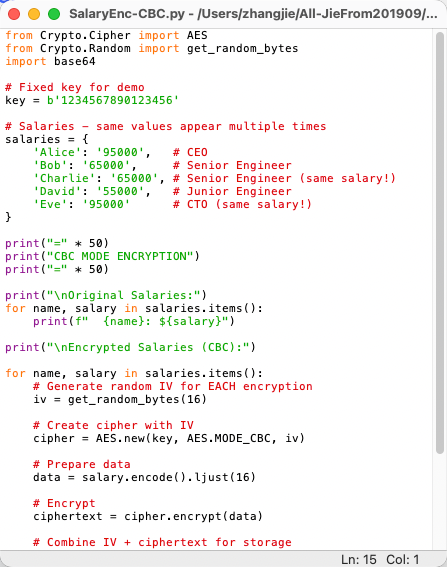 SalaryEnc-CBC.py - /Users/zhangjie/All-JieFrom201909/...
from Crypto.Cipher import AES
from Crypto.Random import get_random_bytes
import base64

# Fixed key for demo
key = b'1234567890123456'

# Salaries — same values appear multiple times
salaries = {
    'Alice': '95000',   # CEO
    'Bob': '65000',     # Senior Engineer
    'Charlie': '65000', # Senior Engineer (same salary!)
    'David': '55000',   # Junior Engineer
    'Eve': '95000'      # CTO (same salary!)
}

print("=" * 50)
print("CBC MODE ENCRYPTION")
print("=" * 50)

print("\nOriginal Salaries:")
for name, salary in salaries.items():
    print(f"  {name}: ${salary}")

print("\nEncrypted Salaries (CBC):")

for name, salary in salaries.items():
    # Generate random IV for EACH encryption
    iv = get_random_bytes(16)

    # Create cipher with IV
    cipher = AES.new(key, AES.MODE_CBC, iv)

    # Prepare data
    data = salary.encode().ljust(16)

    # Encrypt
    ciphertext = cipher.encrypt(data)

    # Combine IV + ciphertext for storage
Ln: 15 Col: 1